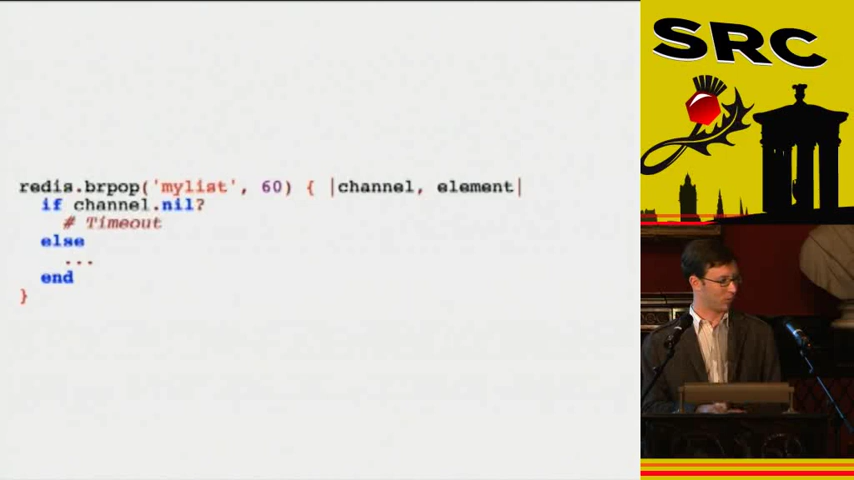 redis.brpop('mylist', 60) { |channel, element|
if channel.nil?
# Timeout
else
...
end
}
SRC